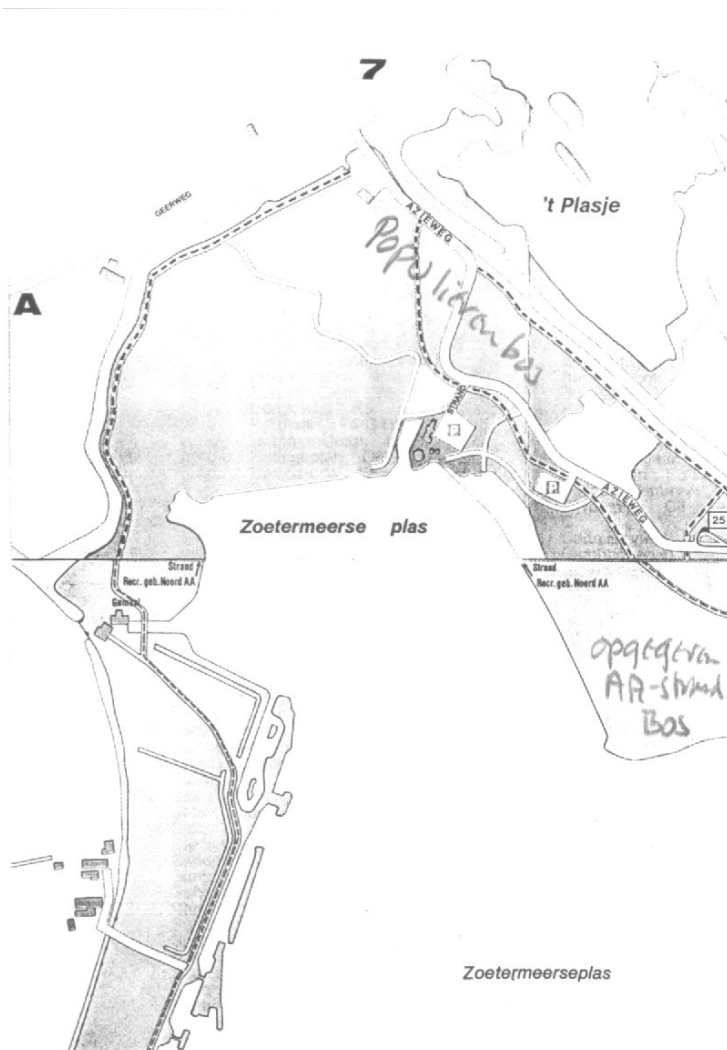 7
't Plasje
GEERWEG
AZIEWEG
Populierenbos
A
STRAND
P
P
AZIEWEG
25
Zoetermeerse plas
Strand
Recr. geb. Noord AA
Strand
Recr. geb. Noord AA
Gemaal
opgegeven
AA-strand
Bos
Zoetermeerseplas